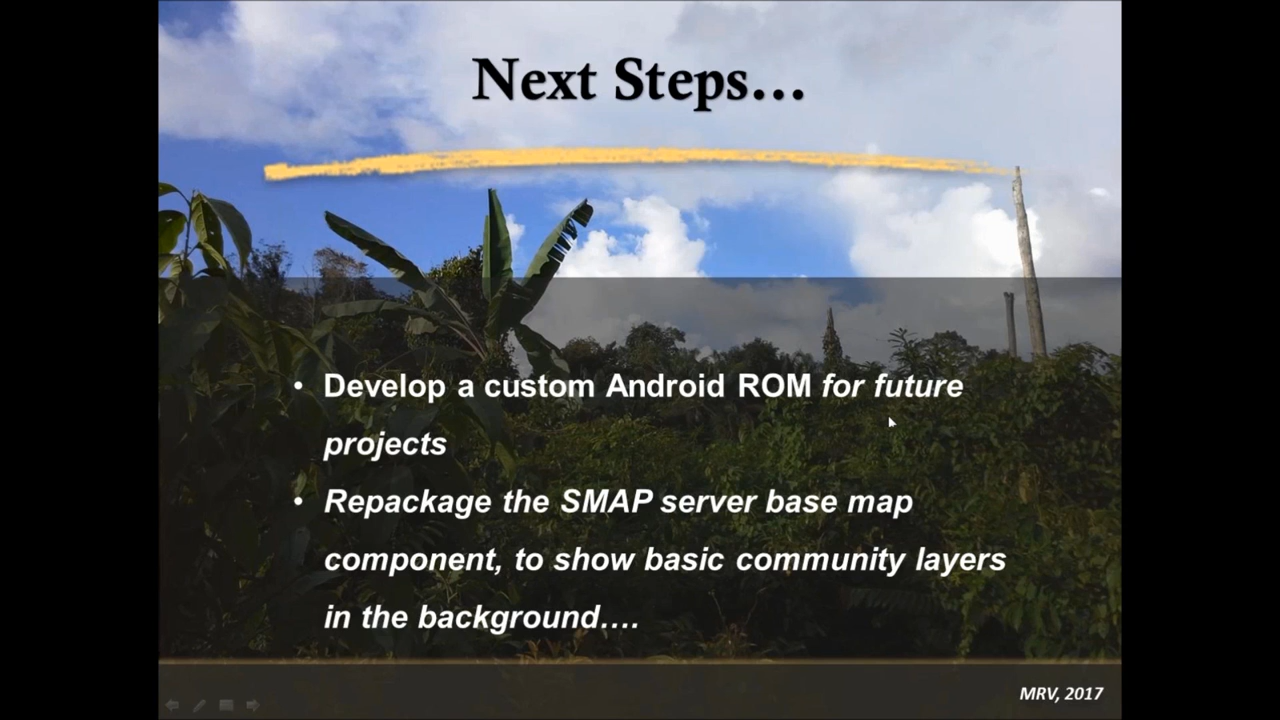 Next Steps…
• Develop a custom Android ROM for future
projects
• Repackage the SMAP server base map
component, to show basic community layers
in the background….
MRV, 2017